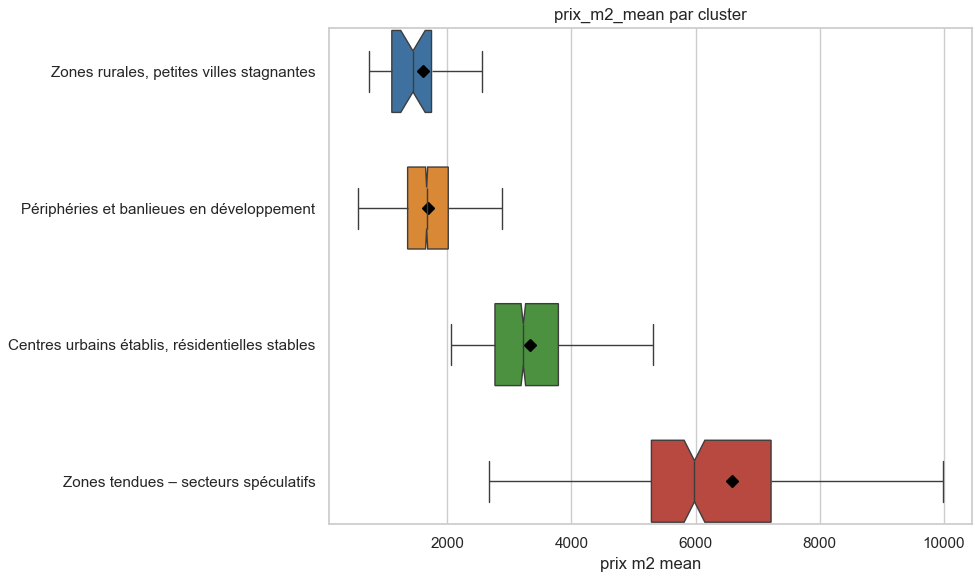 prix_m2_mean par cluster
Zones rurales, petites villes stagnantes
Périphéries et banlieues en développement
Centres urbains établis, résidentielles stables
Zones tendues – secteurs spéculatifs
2000 4000 6000 8000 10000
prix m2 mean